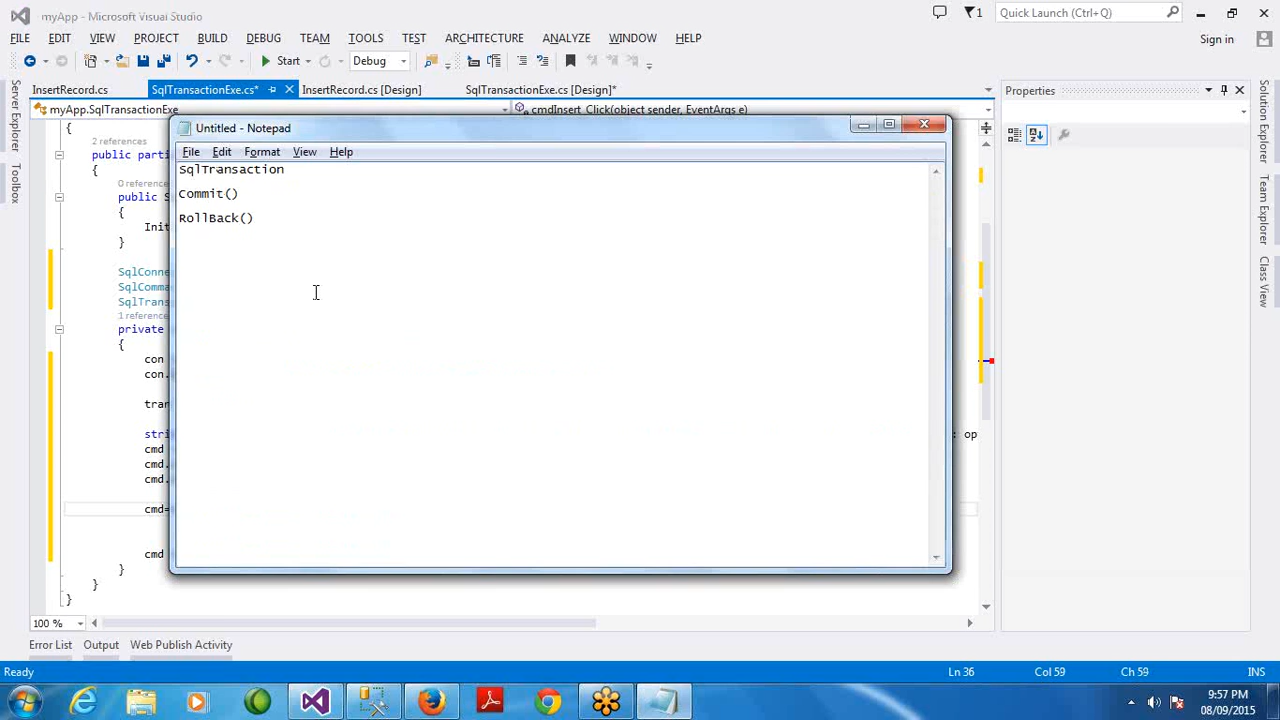 myApp - Microsoft Visual Studio
1
Quick Launch (Ctrl+Q)
FILE EDIT VIEW PROJECT BUILD DEBUG TEAM TOOLS TEST ARCHITECTURE ANALYZE WINDOW HELP
Sign in
Start Debug
InsertRecord.cs SqlTransactionExe.cs* InsertRecord.cs [Design] SqlTransactionExe.cs [Design]*
Properties
myApp.SqlTransactionExe cmdInsert_Click(object sender, EventArgs e)
Server Explorer
Toolbox
Solution Explorer
Team Explorer
Class View
Untitled - Notepad
File Edit Format View Help
SqlTransaction
Commit()
RollBack()
{
2 references
public parti
{
0 reference
public S
{
Init
}
SqlConne
SqlComma
SqlTrans
1 reference
private
{
con
con.
tran
stri
: op
cmd
cmd.
cmd.
cmd=
cmd
}
}
}
100 %
Error List Output Web Publish Activity
Ready Ln 36 Col 59 Ch 59 INS
9:57 PM
08/09/2015